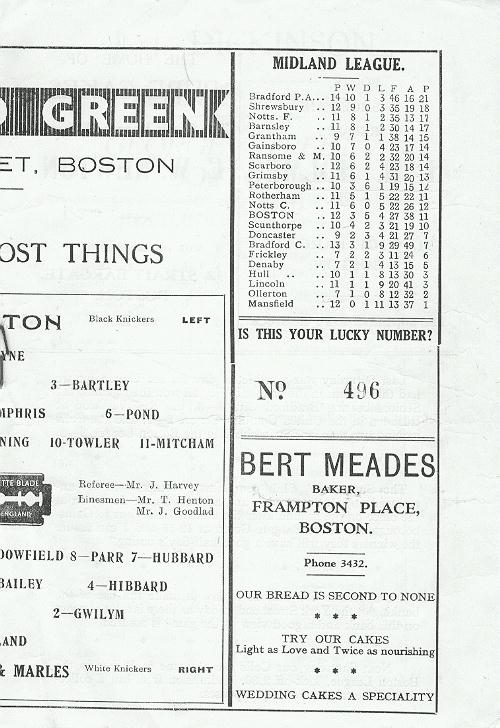 GREEN
ET, BOSTON
OST THINGS
TON Black Knickers LEFT
YNE
3—BARTLEY
MPHRIS 6—POND
NING 10-TOWLER 11-MITCHAM
TTE BLADE
ENGLAND
Referee—Mr. J. Harvey
Linesmen—Mr. T. Henton
Mr. J. Goodlad
DOWFIELD 8—PARR 7—HUBBARD
BAILEY 4—HIBBARD
2—GWILYM
LAND
& MARLES White Knickers RIGHT
MIDLAND LEAGUE.
P W D L F A P
Bradford P.A... 14 10 1 3 46 16 21
Shrewsbury .. 12 9 0 3 35 19 18
Notts. F. .. 11 8 1 2 35 13 17
Barnsley .. 11 8 1 2 30 14 17
Grantham .. 9 7 1 1 38 14 15
Gainsboro .. 10 7 0 4 23 17 14
Ransome & M. 10 6 2 2 32 20 14
Scarboro .. 12 6 2 4 23 18 14
Grimsby .. 11 6 1 4 31 20 13
Peterborough .. 10 3 6 1 19 15 12
Rotherham .. 11 5 1 5 22 22 11
Notts C. .. 11 6 0 5 22 26 12
BOSTON .. 12 3 5 4 27 38 11
Scunthorpe .. 10 4 2 3 21 19 10
Doncaster .. 9 2 3 4 21 27 7
Bradford C. .. 13 3 1 9 29 49 7
Frickley .. 7 2 2 3 11 24 6
Denaby .. 7 2 1 4 13 15 5
Hull .. .. 10 1 1 8 13 30 3
Lincoln .. 11 1 1 9 20 41 3
Ollerton .. 7 1 0 8 12 32 2
Mansfield .. 12 0 1 11 13 37 1
IS THIS YOUR LUCKY NUMBER?
No. 496
BERT MEADES
BAKER,
FRAMPTON PLACE,
BOSTON.
Phone 3432.
OUR BREAD IS SECOND TO NONE
* * *
TRY OUR CAKES
Light as Love and Twice as nourishing
* * *
WEDDING CAKES A SPECIALITY